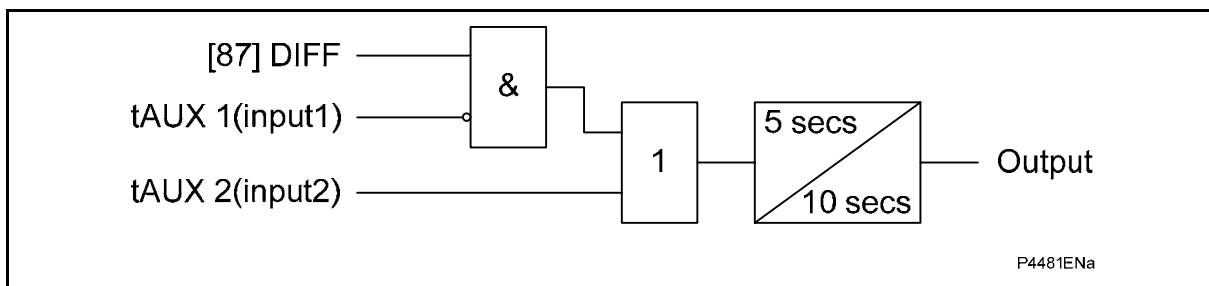 [87] DIFF
&
tAUX 1(input1)
tAUX 2(input2)
1
5 secs
10 secs
Output
P4481ENa